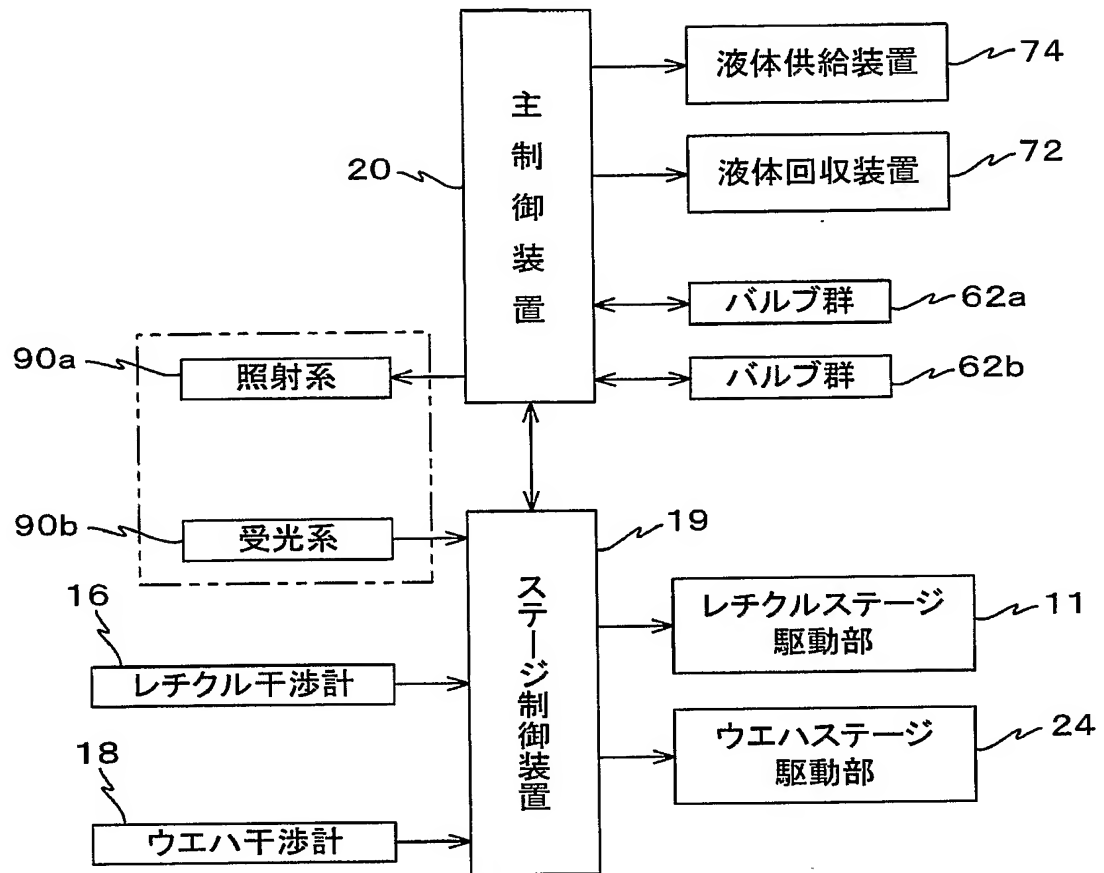 液体供給装置
74
主制御装置
20
液体回収装置
72
バルブ群
62a
90a
照射系
バルブ群
62b
90b
受光系
19
ステージ制御装置
16
レチクル干渉計
レチクルステージ
駆動部
11
18
ウエハ干渉計
ウエハステージ
駆動部
24